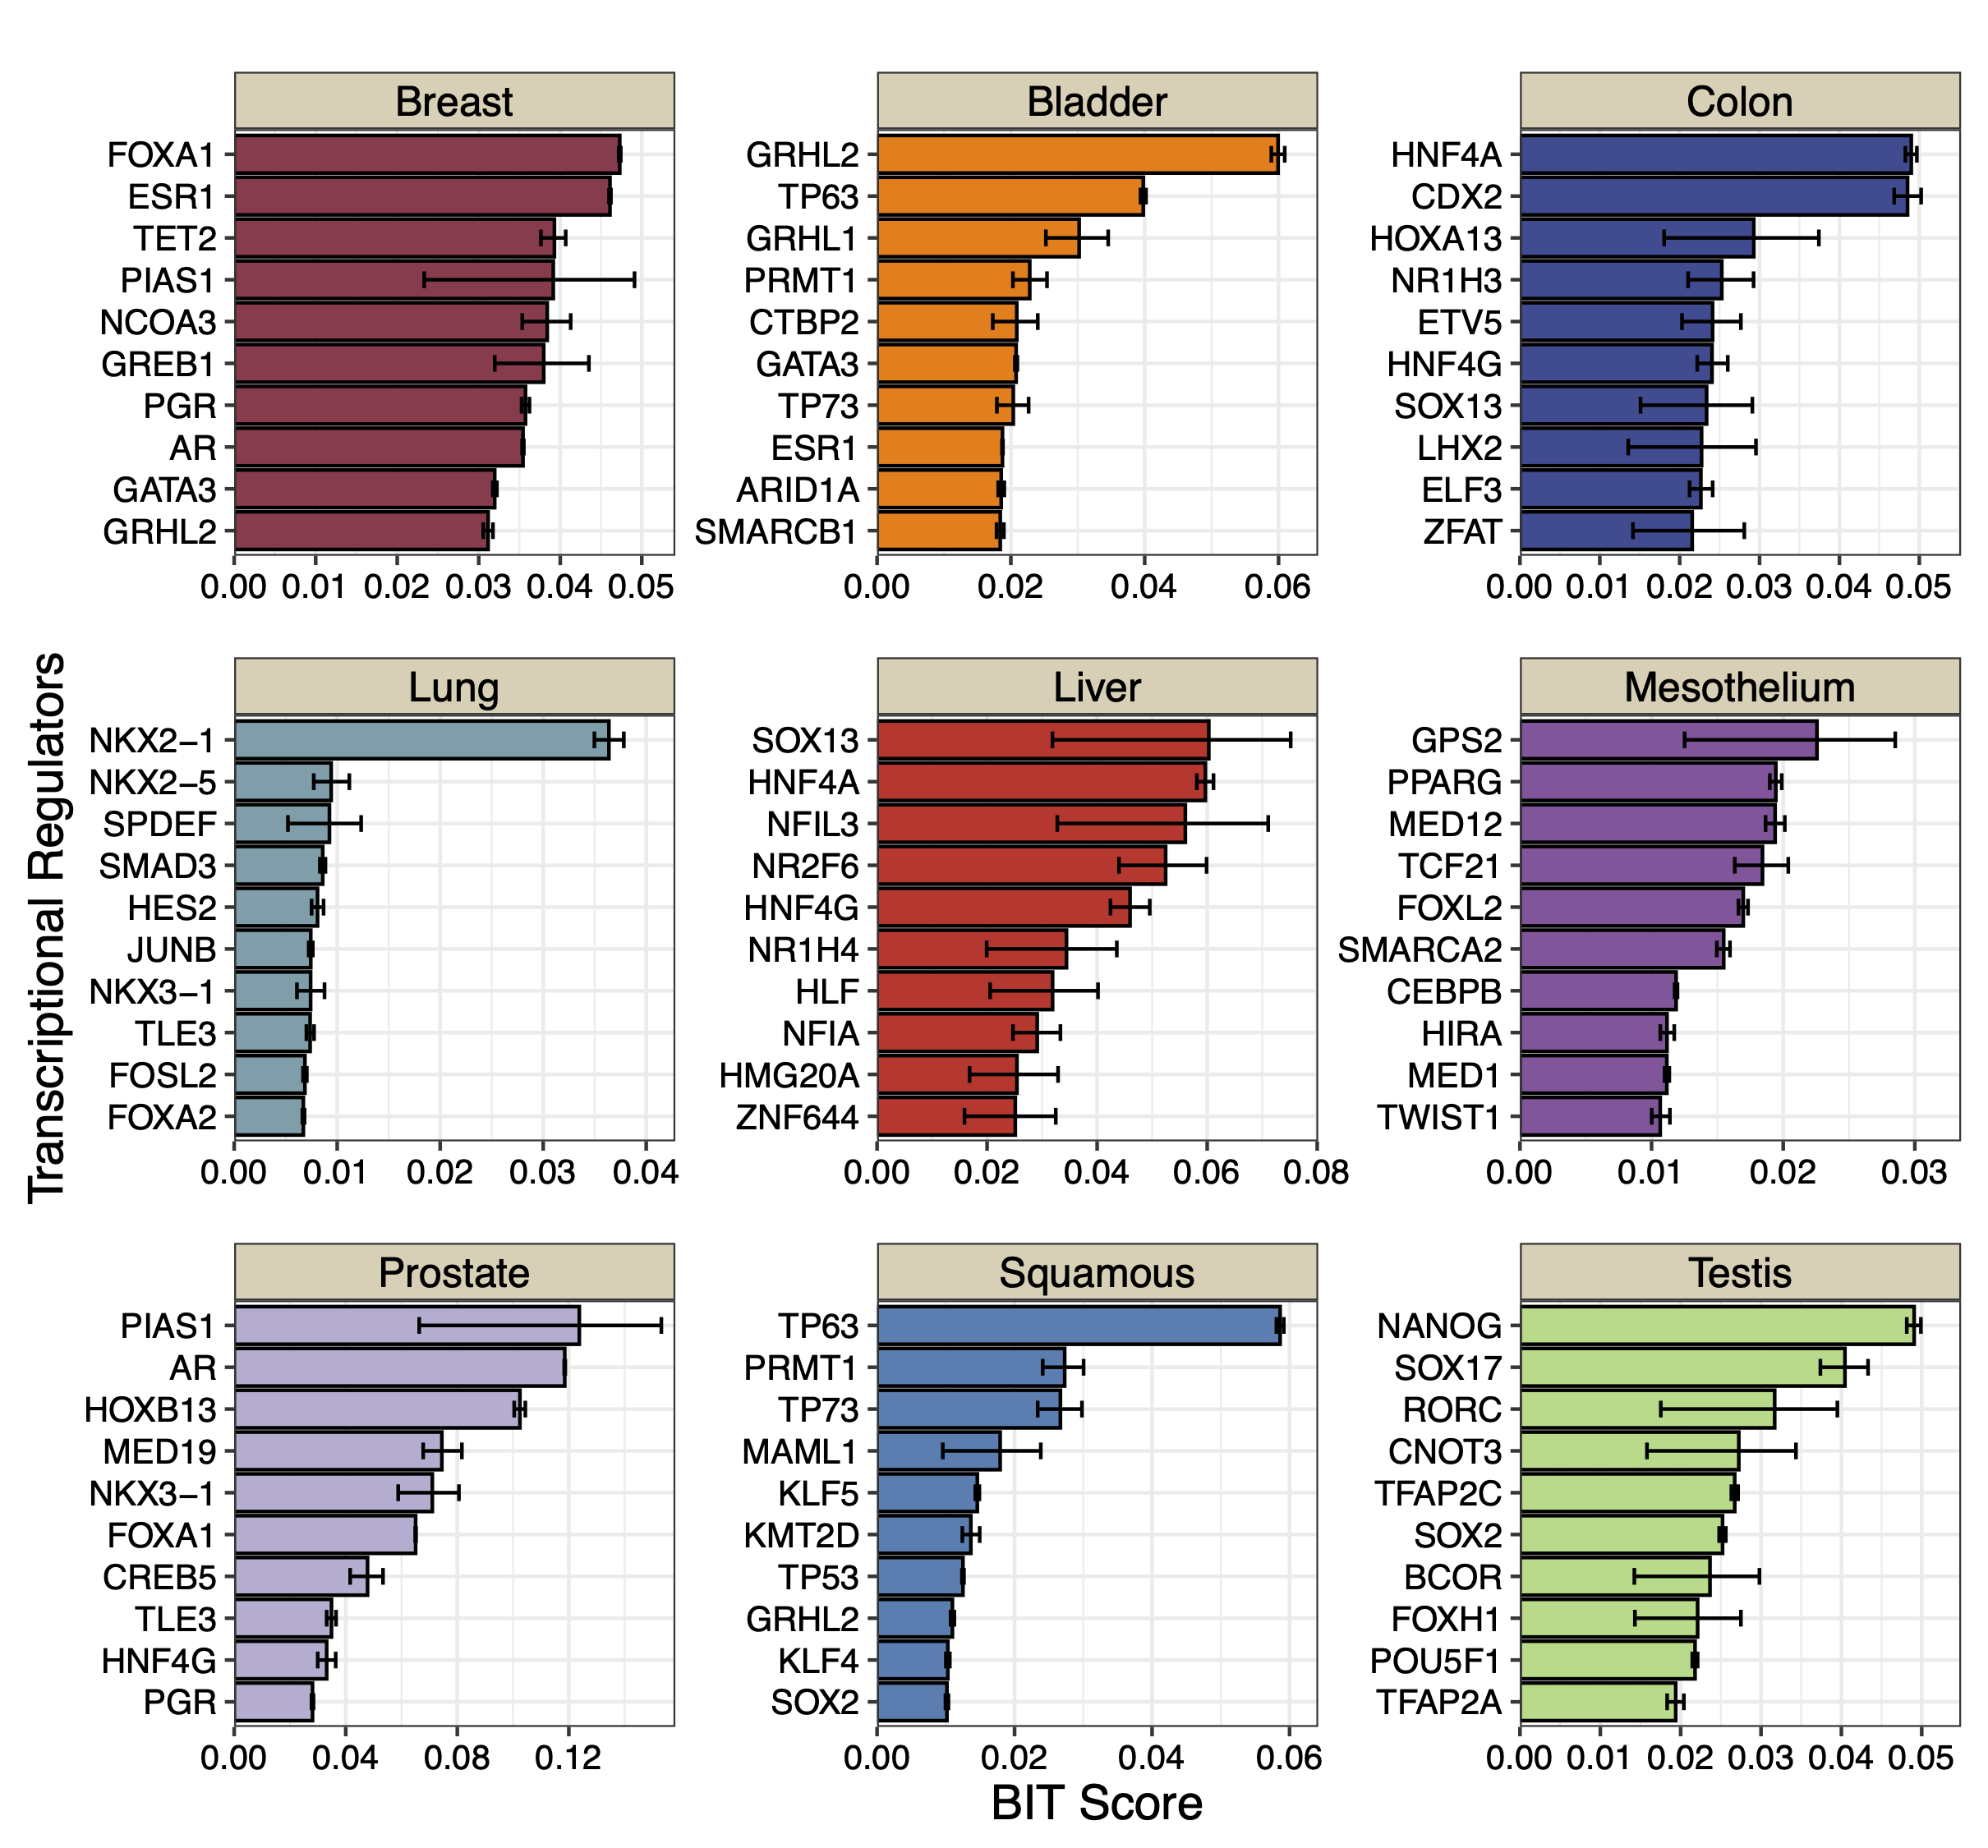 Breast
FOXA1
ESR1
TET2
PIAS1
NCOA3
GREB1
PGR
AR
GATA3
GRHL2
0.00 0.01 0.02 0.03 0.04 0.05
Bladder
GRHL2
TP63
GRHL1
PRMT1
CTBP2
GATA3
TP73
ESR1
ARID1A
SMARCB1
0.00 0.02 0.04 0.06
Colon
HNF4A
CDX2
HOXA13
NR1H3
ETV5
HNF4G
SOX13
LHX2
ELF3
ZFAT
0.00 0.01 0.02 0.03 0.04 0.05
Transcriptional Regulators
Lung
NKX2−1
NKX2−5
SPDEF
SMAD3
HES2
JUNB
NKX3−1
TLE3
FOSL2
FOXA2
0.00 0.01 0.02 0.03 0.04
Liver
SOX13
HNF4A
NFIL3
NR2F6
HNF4G
NR1H4
HLF
NFIA
HMG20A
ZNF644
0.00 0.02 0.04 0.06 0.08
Mesothelium
GPS2
PPARG
MED12
TCF21
FOXL2
SMARCA2
CEBPB
HIRA
MED1
TWIST1
0.00 0.01 0.02 0.03
Prostate
PIAS1
AR
HOXB13
MED19
NKX3−1
FOXA1
CREB5
TLE3
HNF4G
PGR
0.00 0.04 0.08 0.12
Squamous
TP63
PRMT1
TP73
MAML1
KLF5
KMT2D
TP53
GRHL2
KLF4
SOX2
0.00 0.02 0.04 0.06
Testis
NANOG
SOX17
RORC
CNOT3
TFAP2C
SOX2
BCOR
FOXH1
POU5F1
TFAP2A
0.00 0.01 0.02 0.03 0.04 0.05
BIT Score